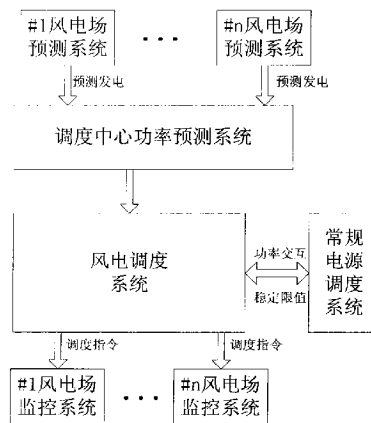 #1风电场
预测系统
• • •
#n风电场
预测系统
预测发电
预测发电
调度中心功率预测系统
风电调度
系统
功率交互
稳定限值
常规
电源
调度
系统
调度指令
调度指令
#1风电场
监控系统
• • •
#n风电场
监控系统